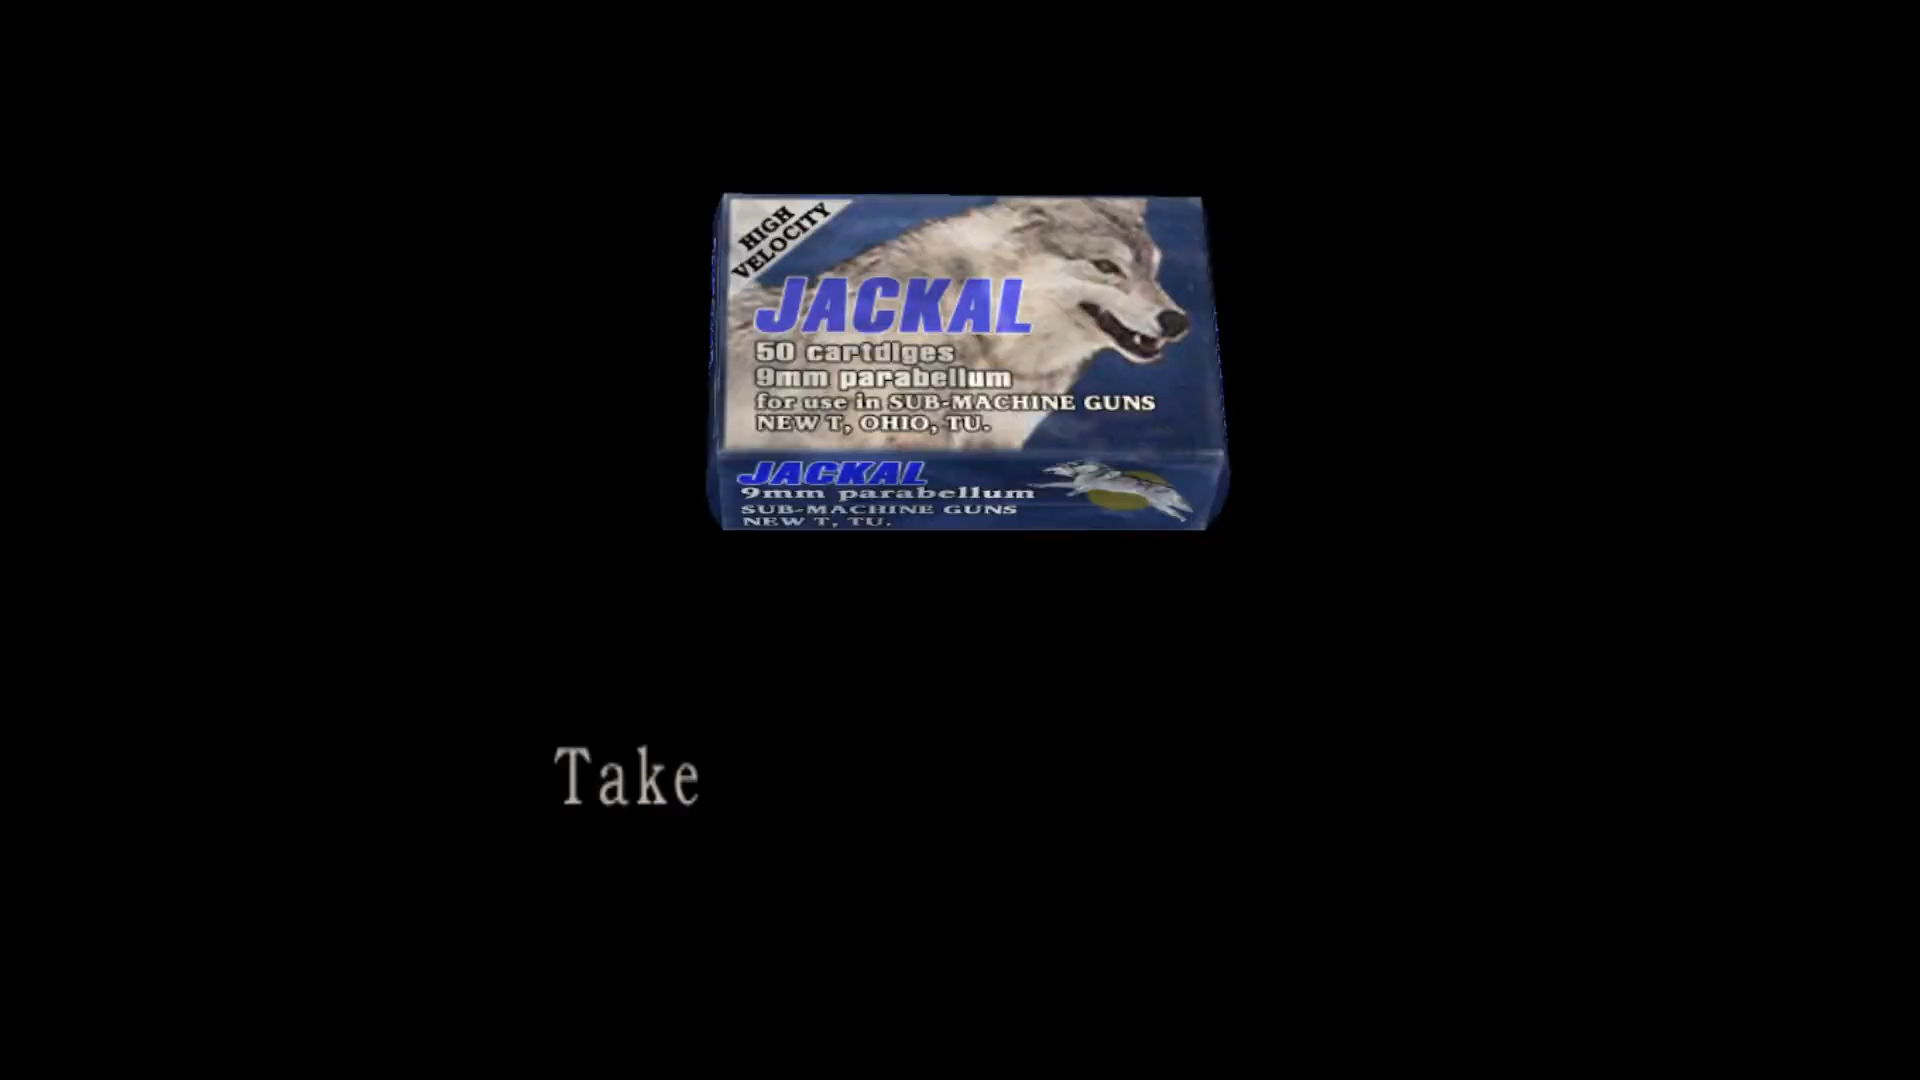 HIGH
VELOCITY
JACKAL
50 cartdiges
9mm parabellum
for use in SUB-MACHINE GUNS
NEW T, OHIO, TU.
JACKAL
9mm parabellum
SUB-MACHINE GUNS
NEW T, TU.
Take